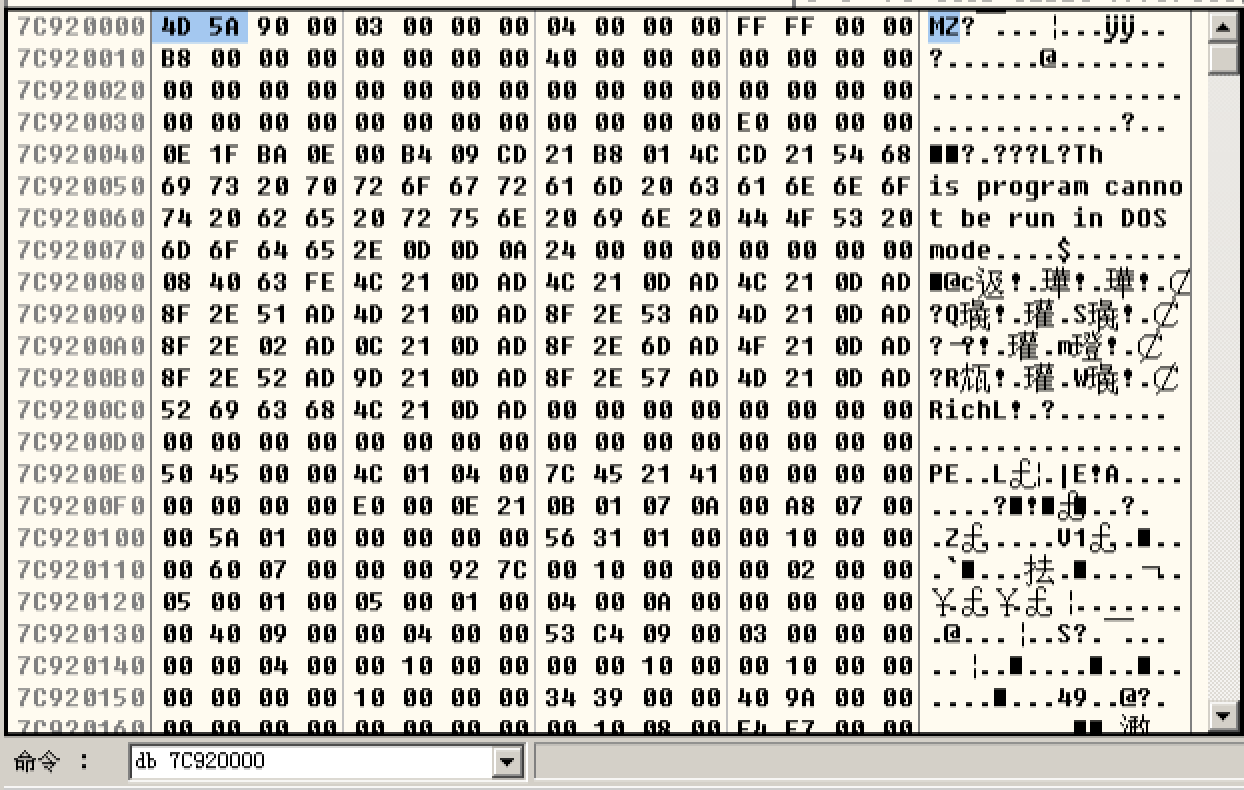 7C920000 4D 5A 90 00 03 00 00 00 04 00 00 00 FF FF 00 00 MZ? ... ¦...ÿÿ..
7C920010 B8 00 00 00 00 00 00 00 40 00 00 00 00 00 00 00 ?.......@.......
7C920020 00 00 00 00 00 00 00 00 00 00 00 00 00 00 00 00 ................
7C920030 00 00 00 00 00 00 00 00 00 00 00 00 E0 00 00 00 ............?..
7C920040 0E 1F BA 0E 00 B4 09 CD 21 B8 01 4C CD 21 54 68 ■■?.???L?Th
7C920050 69 73 20 70 72 6F 67 72 61 6D 20 63 61 6E 6E 6F is program canno
7C920060 74 20 62 65 20 72 75 6E 20 69 6E 20 44 4F 53 20 t be run in DOS
7C920070 6D 6F 64 65 2E 0D 0D 0A 24 00 00 00 00 00 00 00 mode....$.......
7C920080 08 40 63 FE 4C 21 0D AD 4C 21 0D AD 4C 21 0D AD
7C920090 8F 2E 51 AD 4D 21 0D AD 8F 2E 53 AD 4D 21 0D AD
7C9200A0 8F 2E 02 AD 0C 21 0D AD 8F 2E 6D AD 4F 21 0D AD
7C9200B0 8F 2E 52 AD 9D 21 0D AD 8F 2E 57 AD 4D 21 0D AD
7C9200C0 52 69 63 68 4C 21 0D AD 00 00 00 00 00 00 00 00 RichL!.?.......
7C9200D0 00 00 00 00 00 00 00 00 00 00 00 00 00 00 00 00 ................
7C9200E0 50 45 00 00 4C 01 04 00 7C 45 21 41 00 00 00 00 PE..L£¦.|E!A....
7C9200F0 00 00 00 00 E0 00 0E 21 0B 01 07 0A 00 A8 07 00 ....?■!■£■..?.
7C920100 00 5A 01 00 00 00 00 00 56 31 01 00 00 10 00 00 .Z£.....V1£..■..
7C920110 00 60 07 00 00 00 92 7C 00 10 00 00 00 02 00 00 .`■...抾.■...¬..
7C920120 05 00 01 00 05 00 01 00 04 00 0A 00 00 00 00 00 ¥.£.¥.£.¦.......
7C920130 00 40 09 00 00 04 00 00 53 C4 09 00 03 00 00 00 .@...¦..S?. ...
7C920140 00 00 04 00 00 10 00 00 00 00 10 00 00 10 00 00 ..¦..■....■..■..
7C920150 00 00 00 00 10 00 00 00 34 39 00 00 40 9A 00 00 ....■...49..@?.
7C920160 00 00 00 00 00 00 00 00 00 10 08 00 E4 E7 00 00
命令 : db 7C920000